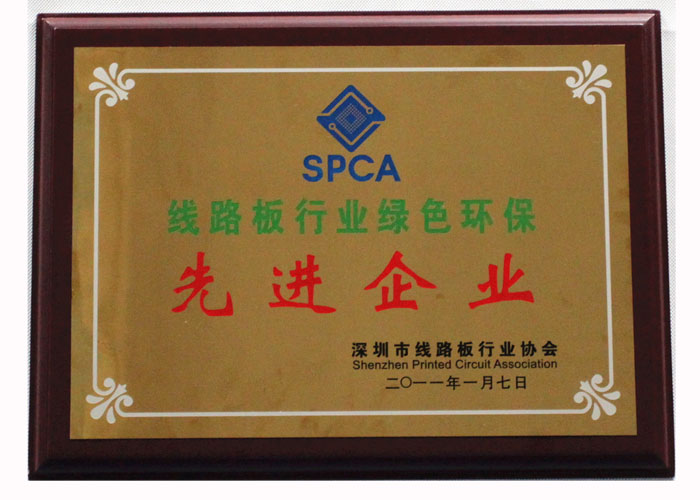 SPCA
线路板行业绿色环保
先进企业
深圳市线路板行业协会
Shenzhen Printed Circuit Association
二〇一一年一月七日